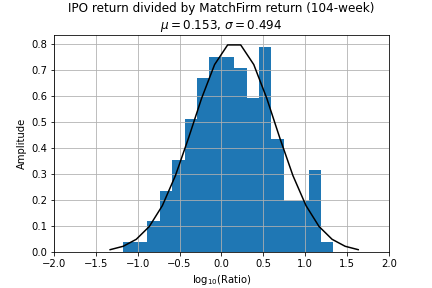 IPO return divided by MatchFirm return (104-week)
μ = 0.153, σ = 0.494
0.8
0.7
0.6
0.5
0.4
0.3
0.2
0.1
0.0
Amplitude
−2.0 −1.5 −1.0 −0.5 0.0 0.5 1.0 1.5 2.0
log₁₀(Ratio)